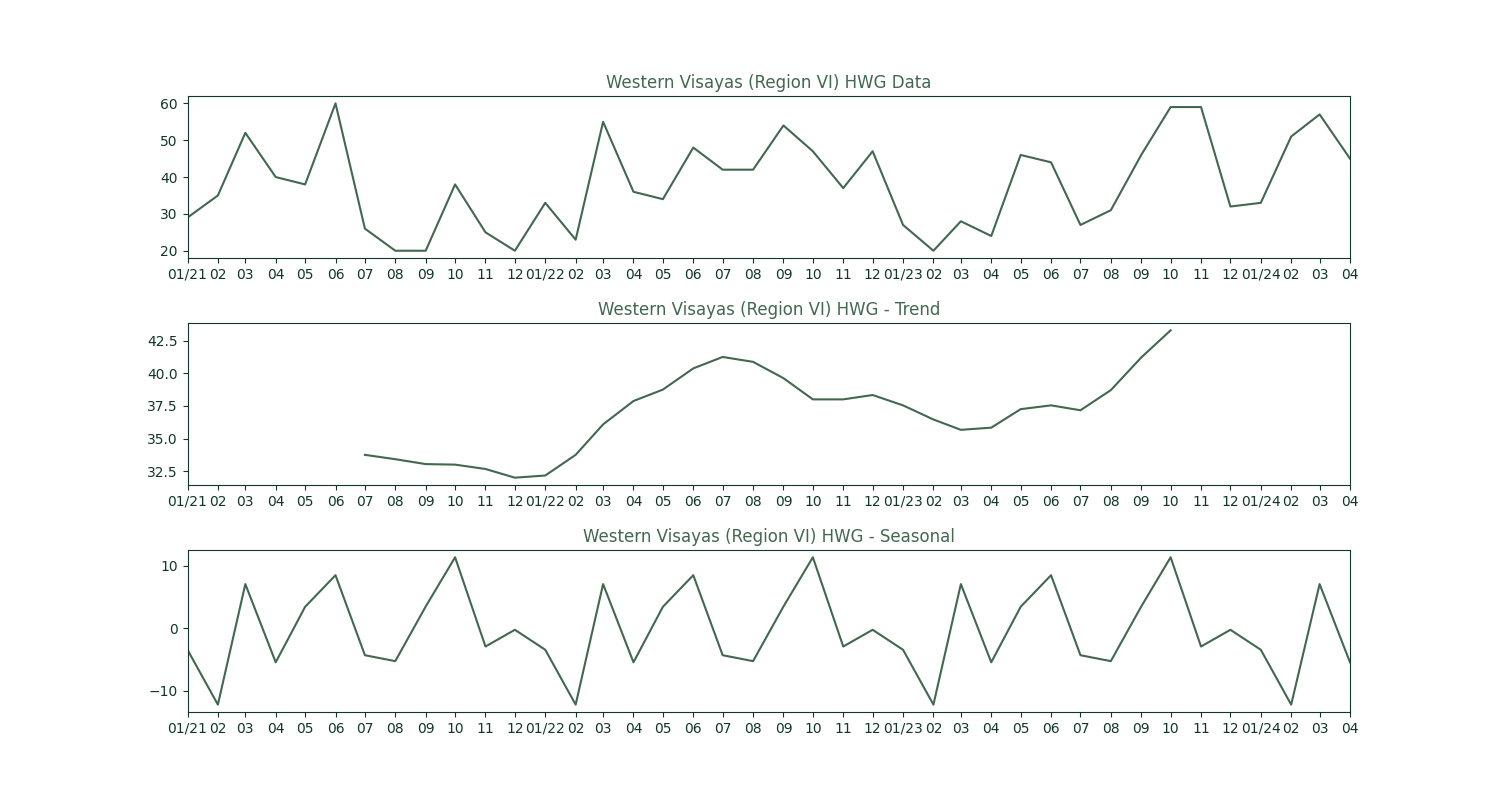 Western Visayas (Region VI) HWG Data
60
50
40
30
20
01/21 02 03 04 05 06 07 08 09 10 11 12 01/22 02 03 04 05 06 07 08 09 10 11 12 01/23 02 03 04 05 06 07 08 09 10 11 12 01/24 02 03 04
Western Visayas (Region VI) HWG - Trend
42.5
40.0
37.5
35.0
32.5
01/21 02 03 04 05 06 07 08 09 10 11 12 01/22 02 03 04 05 06 07 08 09 10 11 12 01/23 02 03 04 05 06 07 08 09 10 11 12 01/24 02 03 04
Western Visayas (Region VI) HWG - Seasonal
10
0
−10
01/21 02 03 04 05 06 07 08 09 10 11 12 01/22 02 03 04 05 06 07 08 09 10 11 12 01/23 02 03 04 05 06 07 08 09 10 11 12 01/24 02 03 04